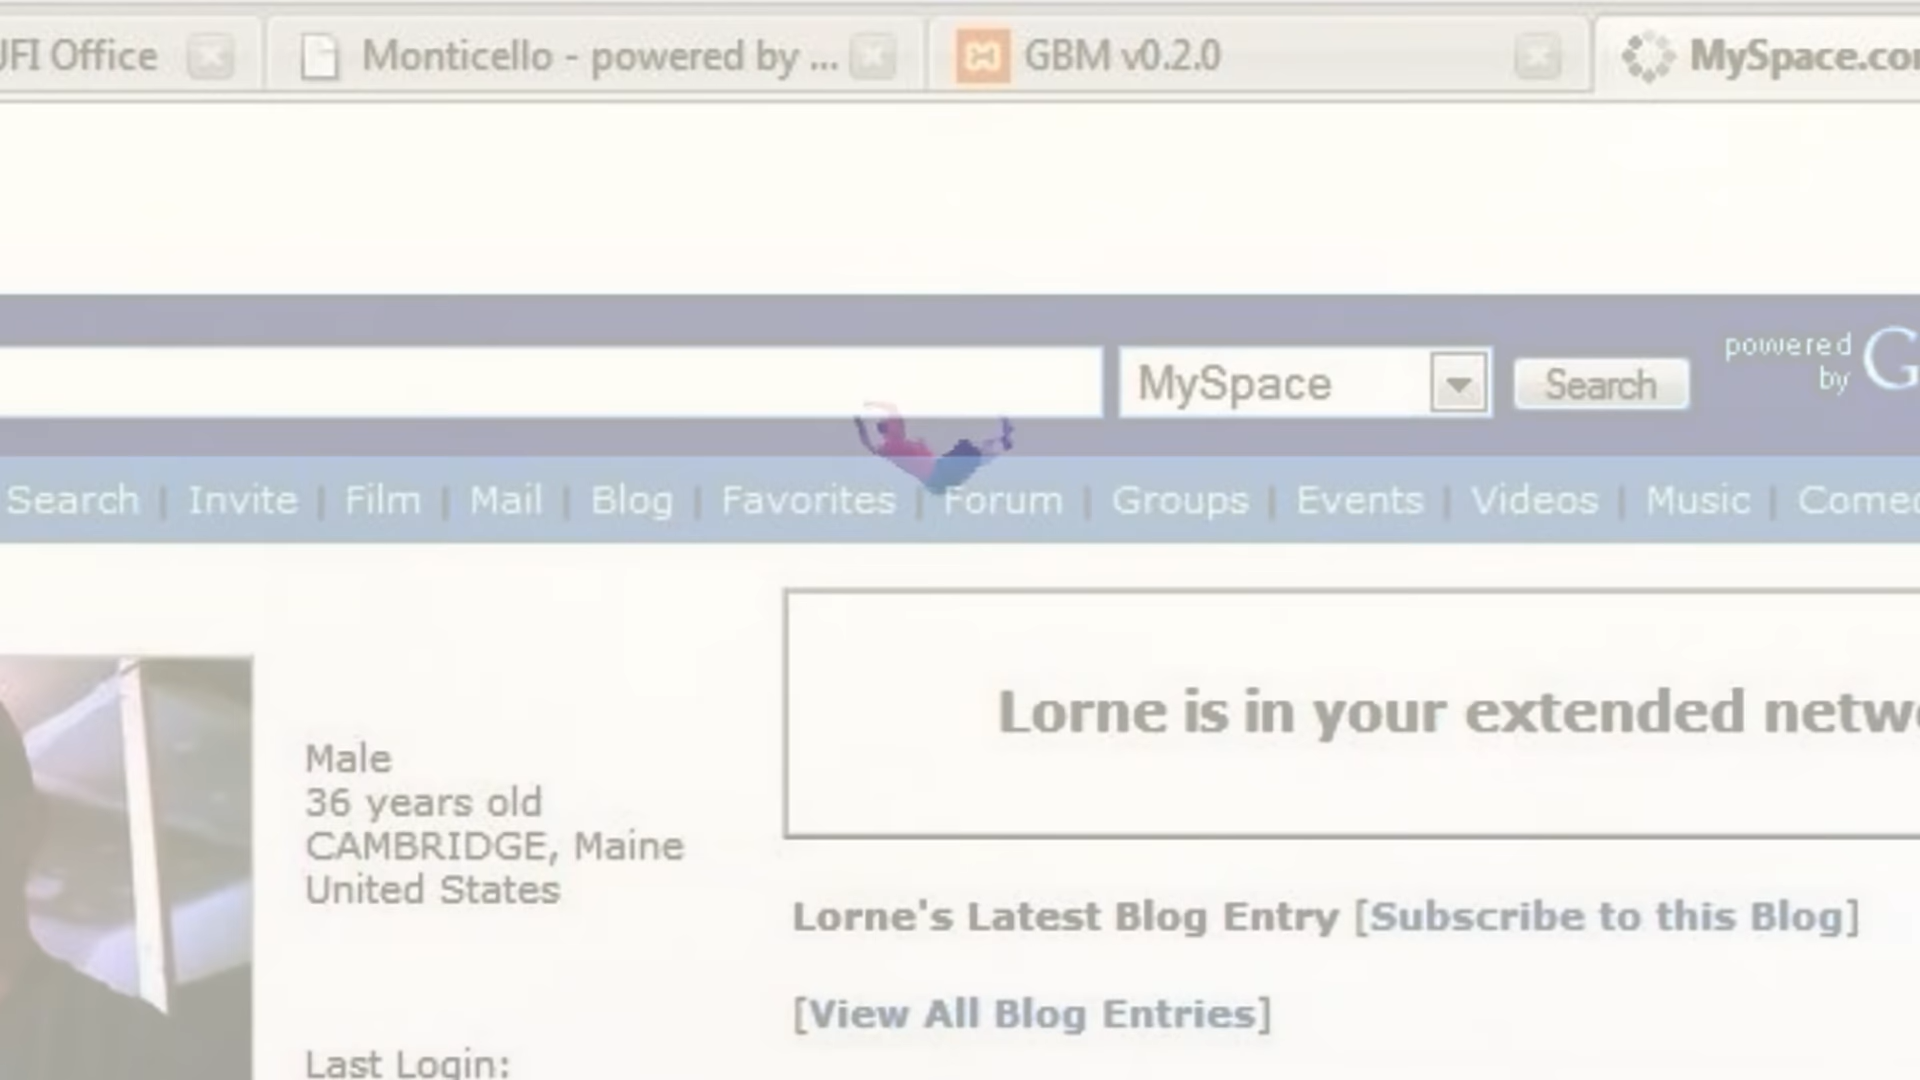 UFI Office
Monticello - powered by ...
GBM v0.2.0
MySpace.co
MySpace
Search
powered
by G
Search | Invite | Film | Mail | Blog | Favorites | Forum | Groups | Events | Videos | Music | Comed
Lorne is in your extended netw
Male
36 years old
CAMBRIDGE, Maine
United States
Lorne's Latest Blog Entry [Subscribe to this Blog]
[View All Blog Entries]
Last Login: